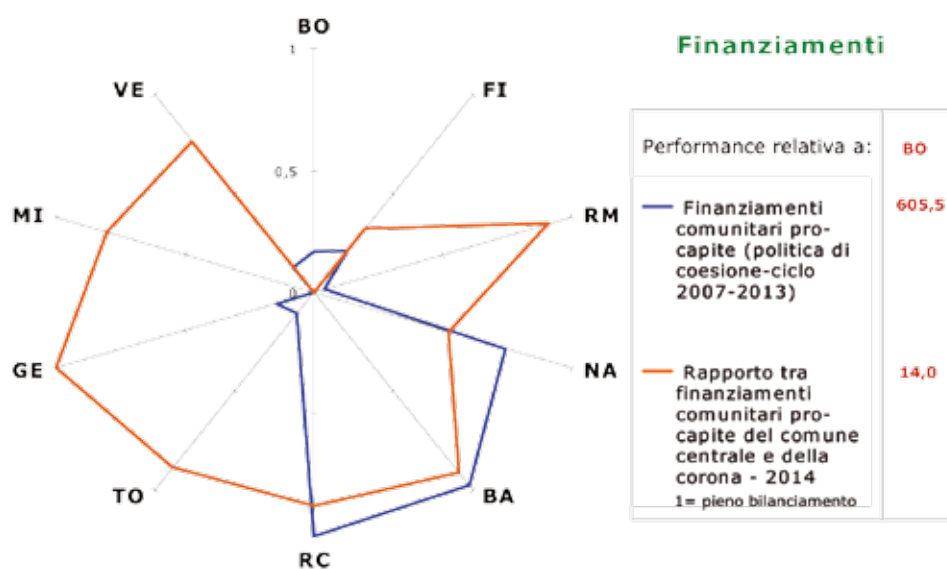 BO
1
Finanziamenti
VE
FI
Performance relativa a:
BO
0,5
Finanziamenti
comunitari pro-
capite (politica di
coesione-ciclo
2007-2013)
605,5
MI
RM
0
GE
NA
Rapporto tra
finanziamenti
comunitari pro-
capite del comune
centrale e della
corona - 2014
1= pieno bilanciamento
14,0
TO
BA
RC